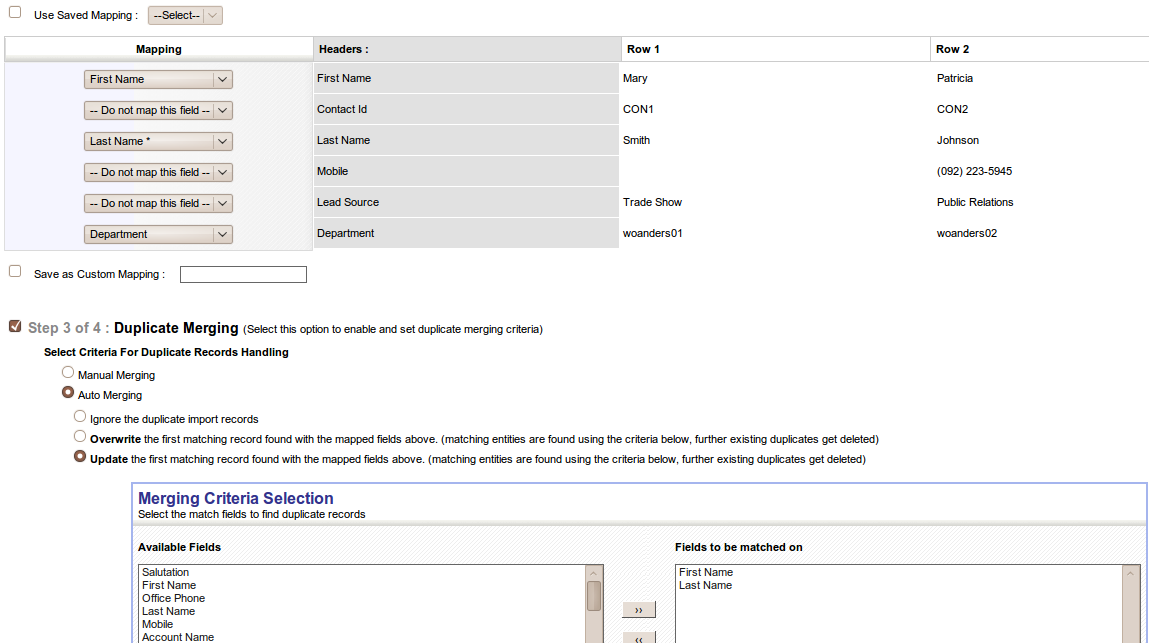 Use Saved Mapping : --Select--
Mapping Headers : Row 1 Row 2
First Name First Name Mary Patricia
-- Do not map this field -- Contact Id CON1 CON2
Last Name * Last Name Smith Johnson
-- Do not map this field -- Mobile (092) 223-5945
-- Do not map this field -- Lead Source Trade Show Public Relations
Department Department woanders01 woanders02
Save as Custom Mapping :
Step 3 of 4 : Duplicate Merging (Select this option to enable and set duplicate merging criteria)
Select Criteria For Duplicate Records Handling
Manual Merging
Auto Merging
Ignore the duplicate import records
Overwrite the first matching record found with the mapped fields above. (matching entities are found using the criteria below, further existing duplicates get deleted)
Update the first matching record found with the mapped fields above. (matching entities are found using the criteria below, further existing duplicates get deleted)
Merging Criteria Selection
Select the match fields to find duplicate records
Available Fields Fields to be matched on
Salutation First Name
First Name Last Name
Office Phone
Last Name ››
Mobile
Account Name ‹‹